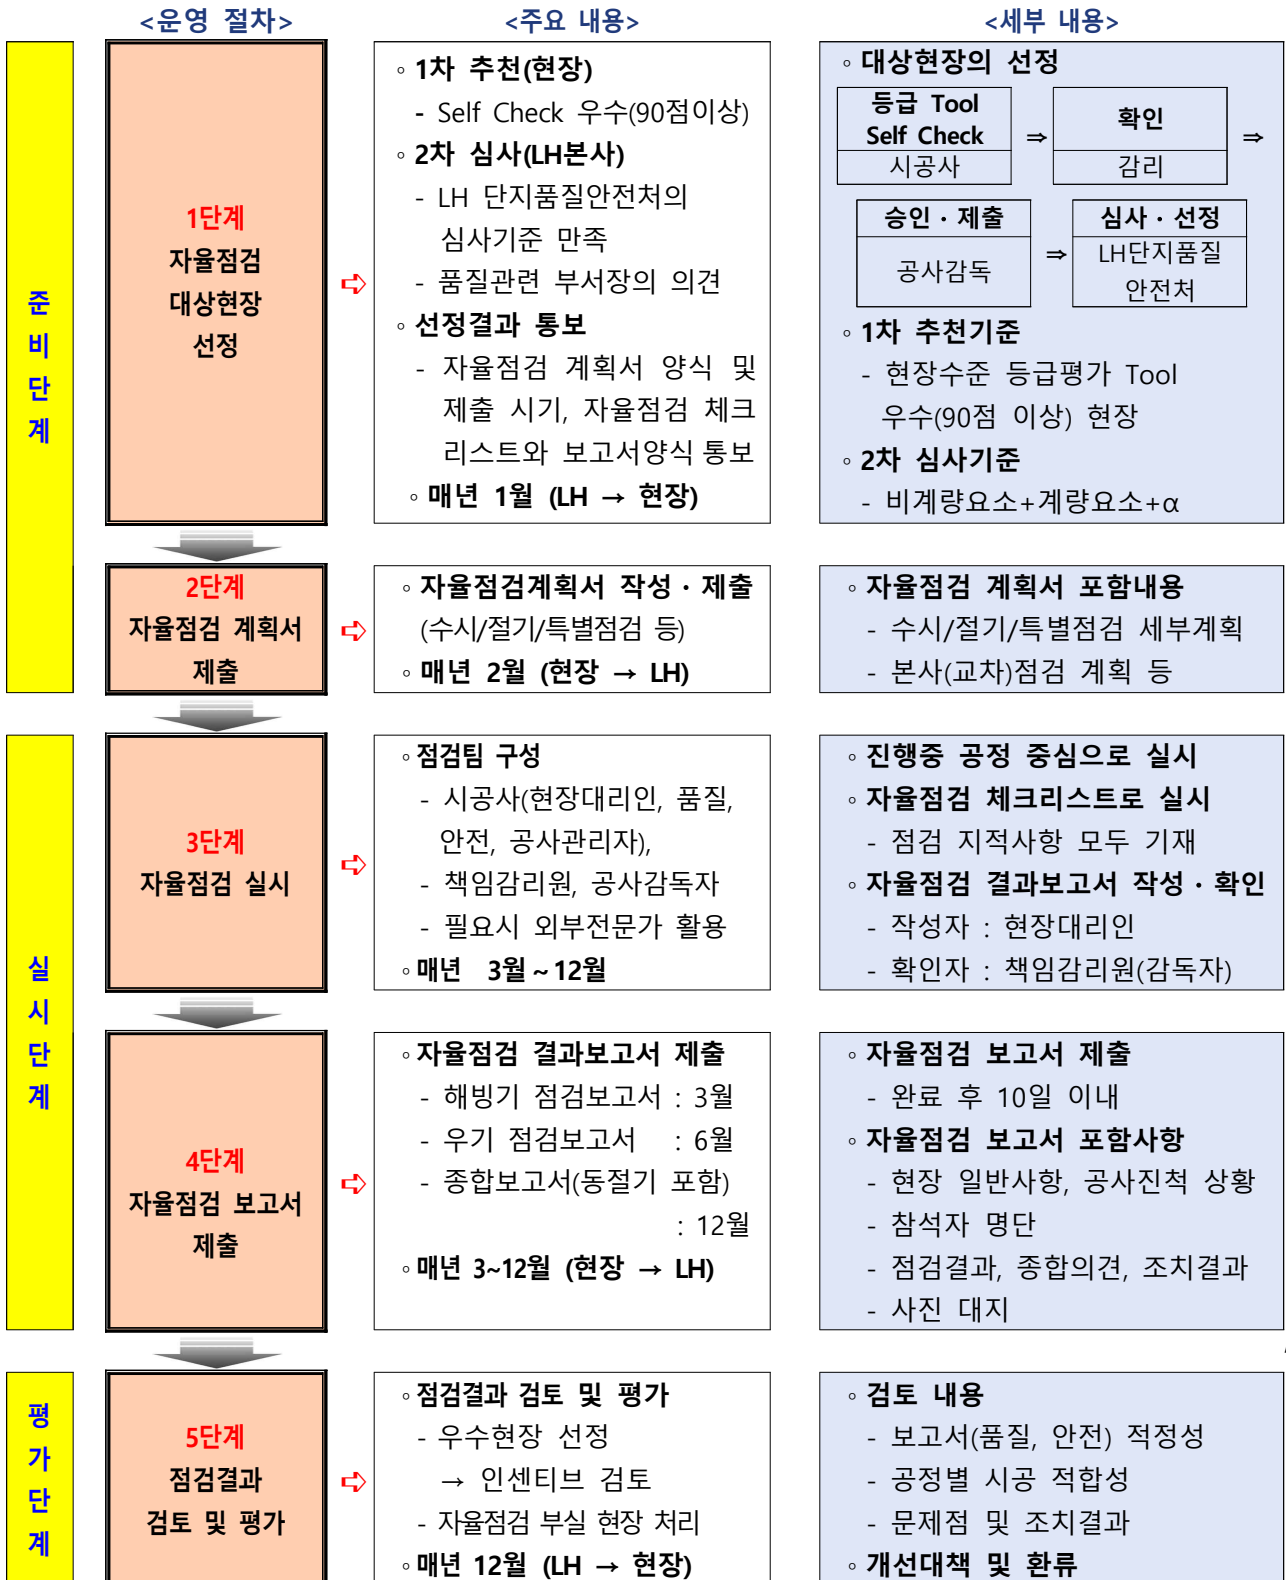 <운영 절차>
<주요 내용>
<세부 내용>
준
비
단
계
1단계
자율점검
대상현장
선정
◦ 1차 추천(현장)
- Self Check 우수(90점이상)
◦ 2차 심사(LH본사)
- LH 단지품질안전처의
심사기준 만족
- 품질관련 부서장의 의견
◦ 선정결과 통보
- 자율점검 계획서 양식 및
제출 시기, 자율점검 체크
리스트와 보고서양식 통보
◦ 매년 1월 (LH → 현장)
◦ 대상현장의 선정
등급 Tool
Self Check
시공사
⇒
확인
감리
⇒
승인 · 제출
공사감독
⇒
심사 · 선정
LH단지품질
안전처
◦ 1차 추천기준
- 현장수준 등급평가 Tool
우수(90점 이상) 현장
◦ 2차 심사기준
- 비계량요소+계량요소+α
2단계
자율점검 계획서
제출
◦ 자율점검계획서 작성 · 제출
(수시/절기/특별점검 등)
◦ 매년 2월 (현장 → LH)
◦ 자율점검 계획서 포함내용
- 수시/절기/특별점검 세부계획
- 본사(교차)점검 계획 등
실
시
단
계
3단계
자율점검 실시
◦ 점검팀 구성
- 시공사(현장대리인, 품질,
안전, 공사관리자),
- 책임감리원, 공사감독자
- 필요시 외부전문가 활용
◦ 매년 3월 ~ 12월
◦ 진행중 공정 중심으로 실시
◦ 자율점검 체크리스트로 실시
- 점검 지적사항 모두 기재
◦ 자율점검 결과보고서 작성 · 확인
- 작성자 : 현장대리인
- 확인자 : 책임감리원(감독자)
4단계
자율점검 보고서
제출
◦ 자율점검 결과보고서 제출
- 해빙기 점검보고서 : 3월
- 우기 점검보고서 : 6월
- 종합보고서(동절기 포함)
: 12월
◦ 매년 3~12월 (현장 → LH)
◦ 자율점검 보고서 제출
- 완료 후 10일 이내
◦ 자율점검 보고서 포함사항
- 현장 일반사항, 공사진척 상황
- 참석자 명단
- 점검결과, 종합의견, 조치결과
- 사진 대지
평
가
단
계
5단계
점검결과
검토 및 평가
◦ 점검결과 검토 및 평가
- 우수현장 선정
→ 인센티브 검토
- 자율점검 부실 현장 처리
◦ 매년 12월 (LH → 현장)
◦ 검토 내용
- 보고서(품질, 안전) 적정성
- 공정별 시공 적합성
- 문제점 및 조치결과
◦ 개선대책 및 환류